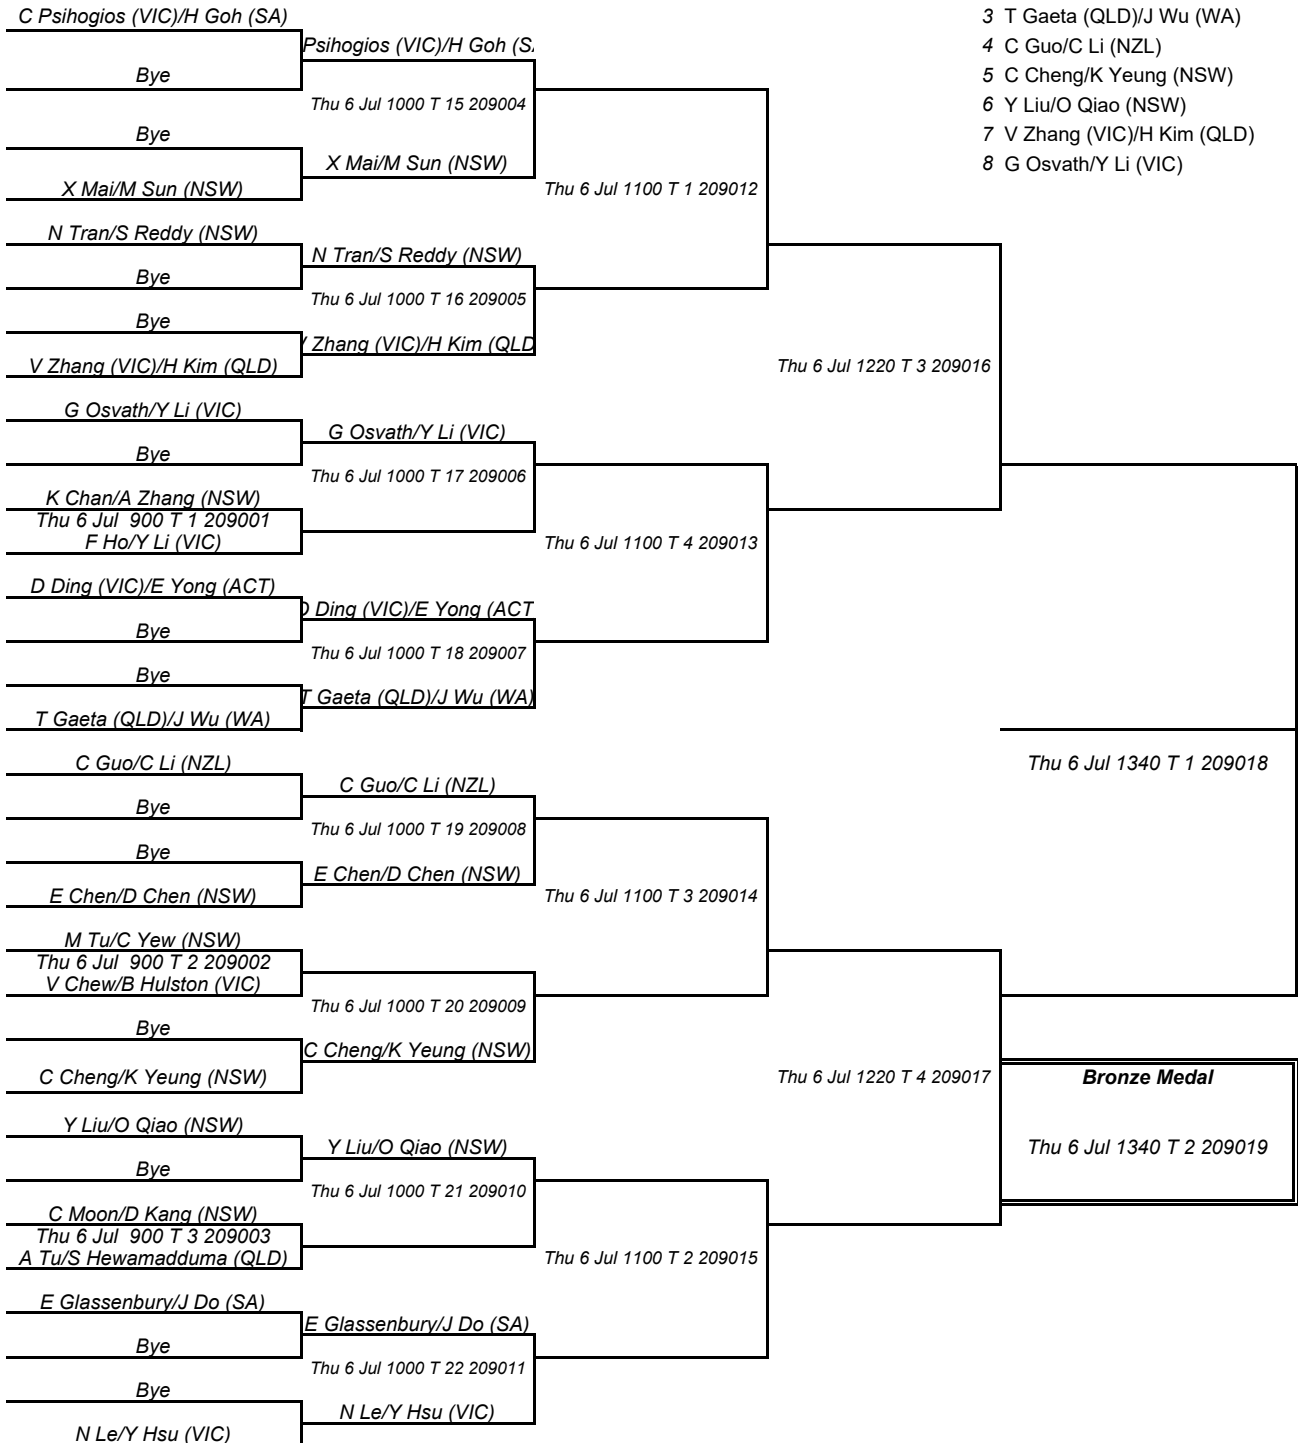 C Psihogios (VIC)/H Goh (SA)
Bye
Bye
X Mai/M Sun (NSW)
N Tran/S Reddy (NSW)
Bye
Bye
V Zhang (VIC)/H Kim (QLD)
G Osvath/Y Li (VIC)
Bye
K Chan/A Zhang (NSW)
Thu 6 Jul 900 T 1 209001
F Ho/Y Li (VIC)
D Ding (VIC)/E Yong (ACT)
Bye
Bye
T Gaeta (QLD)/J Wu (WA)
C Guo/C Li (NZL)
Bye
Bye
E Chen/D Chen (NSW)
M Tu/C Yew (NSW)
Thu 6 Jul 900 T 2 209002
V Chew/B Hulston (VIC)
Bye
C Cheng/K Yeung (NSW)
Y Liu/O Qiao (NSW)
Bye
C Moon/D Kang (NSW)
Thu 6 Jul 900 T 3 209003
A Tu/S Hewamadduma (QLD)
E Glassenbury/J Do (SA)
Bye
Bye
N Le/Y Hsu (VIC)
Psihogios (VIC)/H Goh (S
Thu 6 Jul 1000 T 15 209004
X Mai/M Sun (NSW)
N Tran/S Reddy (NSW)
Thu 6 Jul 1000 T 16 209005
Zhang (VIC)/H Kim (QLD
G Osvath/Y Li (VIC)
Thu 6 Jul 1000 T 17 209006
D Ding (VIC)/E Yong (ACT
Thu 6 Jul 1000 T 18 209007
T Gaeta (QLD)/J Wu (WA)
C Guo/C Li (NZL)
Thu 6 Jul 1000 T 19 209008
E Chen/D Chen (NSW)
Thu 6 Jul 1000 T 20 209009
C Cheng/K Yeung (NSW)
Y Liu/O Qiao (NSW)
Thu 6 Jul 1000 T 21 209010
E Glassenbury/J Do (SA)
Thu 6 Jul 1000 T 22 209011
N Le/Y Hsu (VIC)
Thu 6 Jul 1100 T 1 209012
Thu 6 Jul 1100 T 4 209013
Thu 6 Jul 1100 T 3 209014
Thu 6 Jul 1100 T 2 209015
Thu 6 Jul 1220 T 3 209016
Thu 6 Jul 1220 T 4 209017
3 T Gaeta (QLD)/J Wu (WA)
4 C Guo/C Li (NZL)
5 C Cheng/K Yeung (NSW)
6 Y Liu/O Qiao (NSW)
7 V Zhang (VIC)/H Kim (QLD)
8 G Osvath/Y Li (VIC)
Thu 6 Jul 1340 T 1 209018
Bronze Medal
Thu 6 Jul 1340 T 2 209019